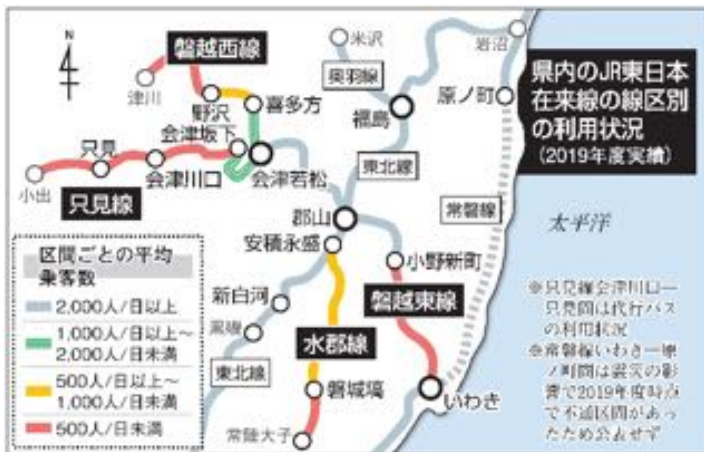 県内のJR東日本
在来線の線区別
の利用状況
(2019年度実績)
N
磐越西線
津川
野沢
喜多方
会津坂下
只見
会津川口
会津若松
小出
只見線
米沢
奥羽線
福島
岩沼
原ノ町
東北線
常磐線
太平洋
郡山
安積永盛
小野新町
新白河
黒磯
東北線
水郡線
磐越東線
磐城塙
常陸大子
いわき
区間ごとの平均
乗客数
2,000人/日以上
1,000人/日以上~
2,000人/日未満
500人/日以上~
1,000人/日未満
500人/日未満
※只見線会津川口―
只見間は代行バス
の利用状況
※常磐線いわき―原
ノ町間は震災の影
響で2019年度時点
で不通区間があっ
たため公表せず